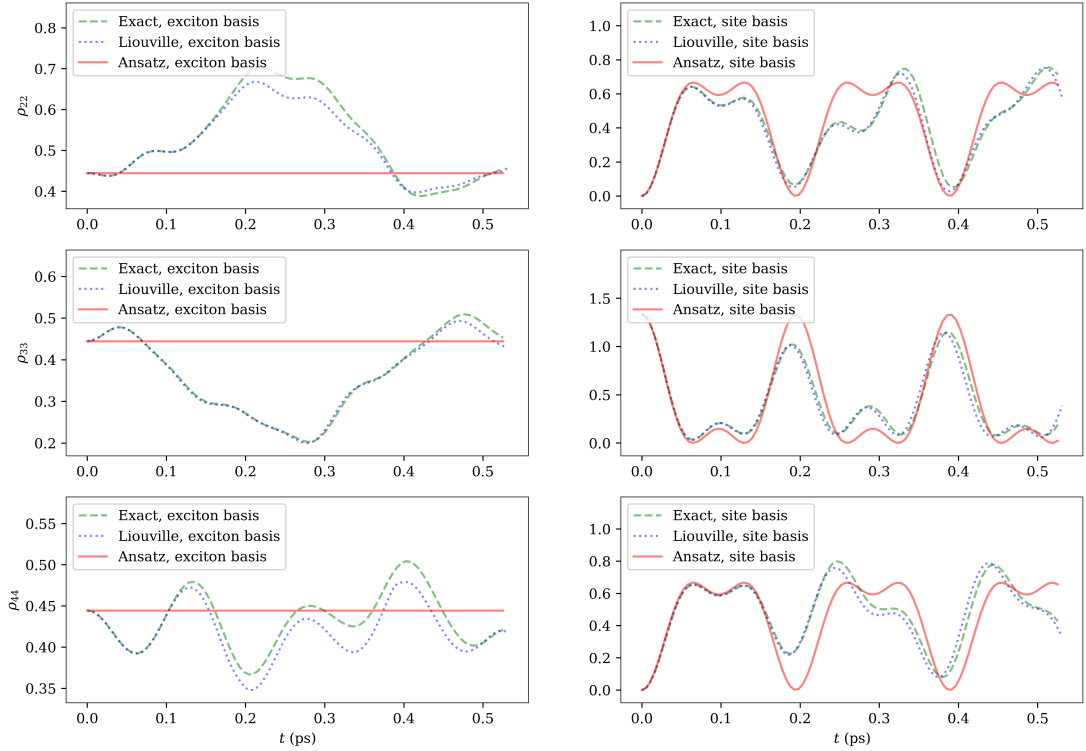 Exact, exciton basis
Liouville, exciton basis
Ansatz, exciton basis
ρ22
0.8
0.7
0.6
0.5
0.4
0.0 0.1 0.2 0.3 0.4 0.5
Exact, site basis
Liouville, site basis
Ansatz, site basis
1.0
0.8
0.6
0.4
0.2
0.0
0.0 0.1 0.2 0.3 0.4 0.5
Exact, exciton basis
Liouville, exciton basis
Ansatz, exciton basis
ρ33
0.6
0.5
0.4
0.3
0.2
0.0 0.1 0.2 0.3 0.4 0.5
Exact, site basis
Liouville, site basis
Ansatz, site basis
1.5
1.0
0.5
0.0
0.0 0.1 0.2 0.3 0.4 0.5
Exact, exciton basis
Liouville, exciton basis
Ansatz, exciton basis
ρ44
0.55
0.50
0.45
0.40
0.35
0.0 0.1 0.2 0.3 0.4 0.5
t (ps)
Exact, site basis
Liouville, site basis
Ansatz, site basis
1.0
0.8
0.6
0.4
0.2
0.0
0.0 0.1 0.2 0.3 0.4 0.5
t (ps)